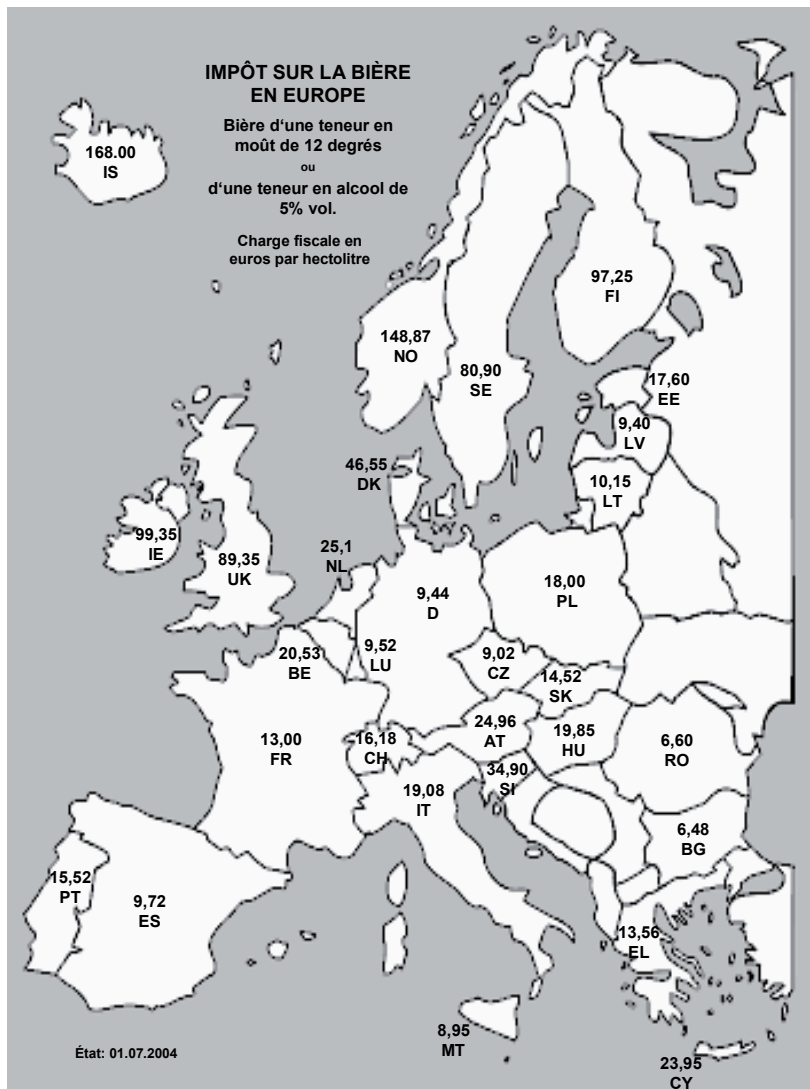 IMPÔT SUR LA BIÈRE
EN EUROPE
Bière d‘une teneur en
moût de 12 degrés
ou
d‘une teneur en alcool de
5% vol.
Charge fiscale en
euros par hectolitre
168.00
IS
97,25
FI
148,87
NO
80,90
SE
17,60
EE
9,40
LV
46,55
DK
10,15
LT
99,35
IE
89,35
UK
25,1
NL
9,44
D
18,00
PL
20,53
BE
9,52
LU
9,02
CZ
14,52
SK
13,00
FR
16,18
CH
24,96
AT
19,85
HU
6,60
RO
34,90
SI
19,08
IT
6,48
BG
15,52
PT
9,72
ES
13,56
EL
8,95
MT
État: 01.07.2004
23,95
CY